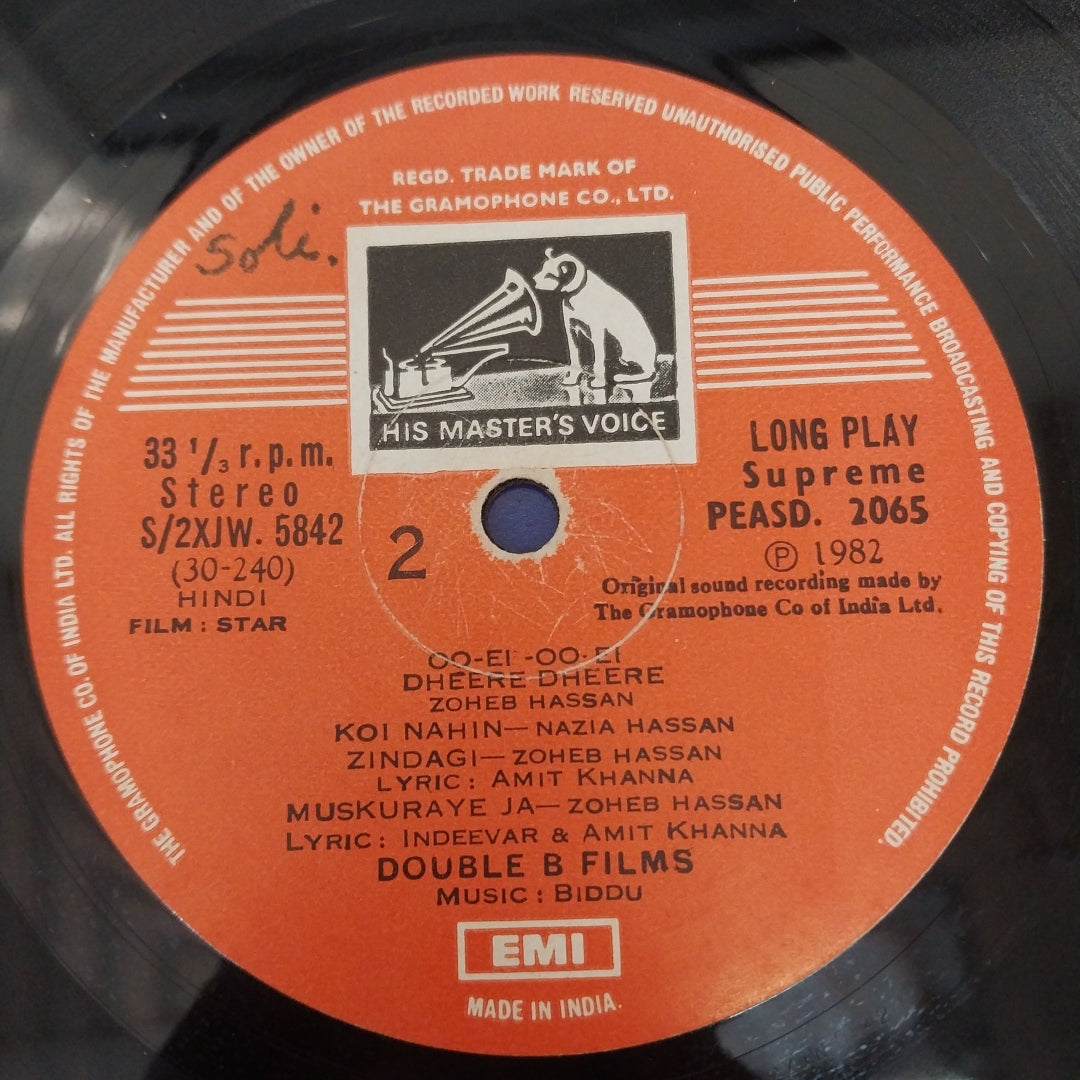 THE GRAMOPHONE CO. OF INDIA LTD. ALL RIGHTS OF THE MANUFACTURER AND OF THE OWNER OF THE RECORDED WORK RESERVED UNAUTHORISED PUBLIC PERFORMANCE BROADCASTING AND COPYING OF THIS RECORD PROHIBITED.
REGD. TRADE MARK OF
THE GRAMOPHONE CO., LTD.
Soli.
HIS MASTER'S VOICE
33 1/3 r.p.m.
Stereo
S/2XJW. 5842
(30-240)
HINDI
FILM : STAR
2
LONG PLAY
Supreme
PEASD. 2065
℗ 1982
Original sound recording made by
The Gramophone Co of India Ltd.
OO-EI -OO-EI
DHEERE DHEERE
ZOHEB HASSAN
KOI NAHIN—NAZIA HASSAN
ZINDAGI—ZOHEB HASSAN
LYRIC: AMIT KHANNA
MUSKURAYE JA—ZOHEB HASSAN
LYRIC: INDEEVAR & AMIT KHANNA
DOUBLE B FILMS
MUSIC : BIDDU
EMI
MADE IN INDIA.